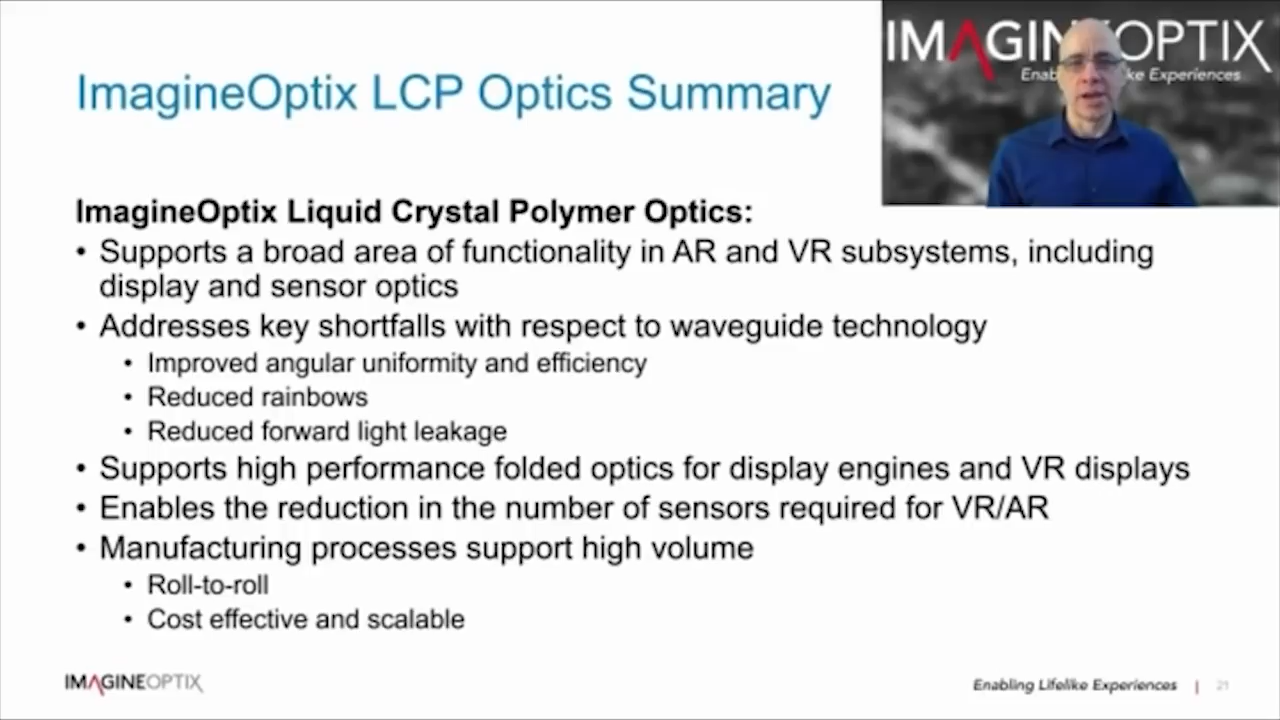 IMAGINEOPTIX
Enab ke Experiences
ImagineOptix LCP Optics Summary
ImagineOptix Liquid Crystal Polymer Optics:
• Supports a broad area of functionality in AR and VR subsystems, including
display and sensor optics
• Addresses key shortfalls with respect to waveguide technology
• Improved angular uniformity and efficiency
• Reduced rainbows
• Reduced forward light leakage
• Supports high performance folded optics for display engines and VR displays
• Enables the reduction in the number of sensors required for VR/AR
• Manufacturing processes support high volume
• Roll-to-roll
• Cost effective and scalable
IMAGINEOPTIX
Enabling Lifelike Experiences | 21